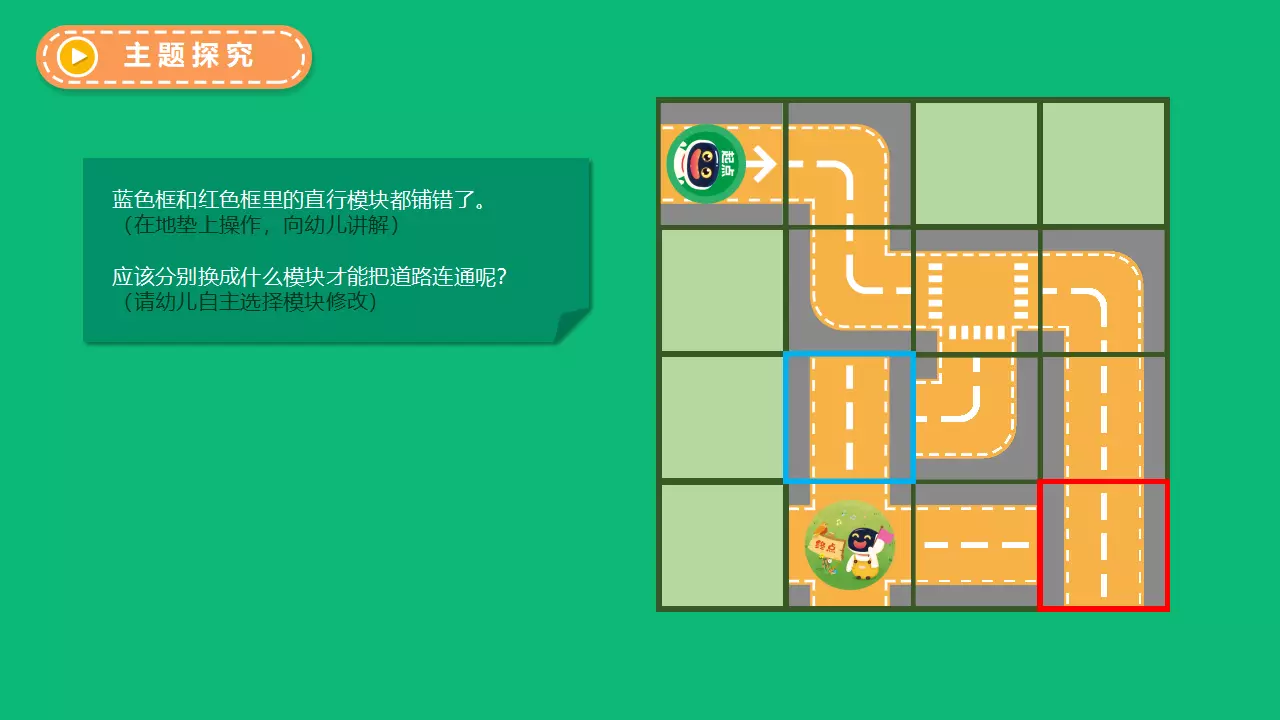 主题探究
蓝色框和红色框里的直行模块都铺错了。
（在地垫上操作，向幼儿讲解）
应该分别换成什么模块才能把道路连通呢？
（请幼儿自主选择模块修改）
起点
终点